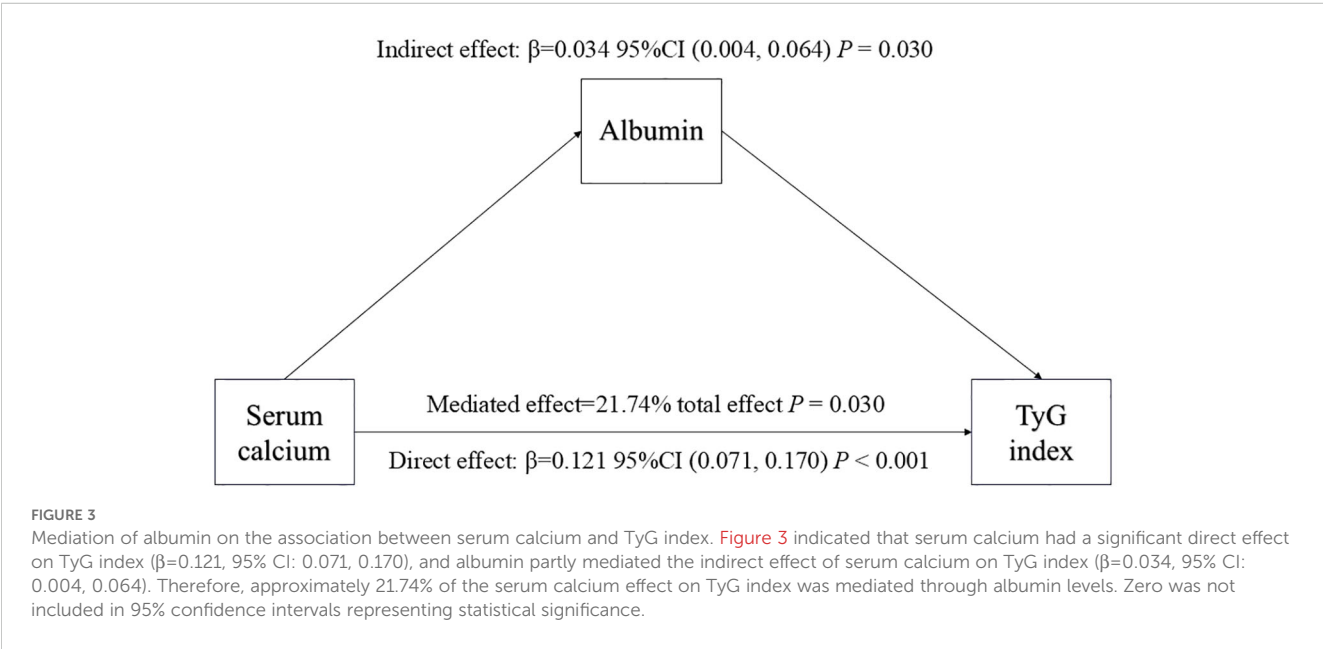 Indirect effect: β=0.034 95%CI (0.004, 0.064) P = 0.030
Albumin
Serum
calcium
Mediated effect=21.74% total effect P = 0.030
Direct effect: β=0.121 95%CI (0.071, 0.170) P < 0.001
TyG
index
FIGURE 3
Mediation of albumin on the association between serum calcium and TyG index. Figure 3 indicated that serum calcium had a significant direct effect
on TyG index (β=0.121, 95% CI: 0.071, 0.170), and albumin partly mediated the indirect effect of serum calcium on TyG index (β=0.034, 95% CI:
0.004, 0.064). Therefore, approximately 21.74% of the serum calcium effect on TyG index was mediated through albumin levels. Zero was not
included in 95% confidence intervals representing statistical significance.